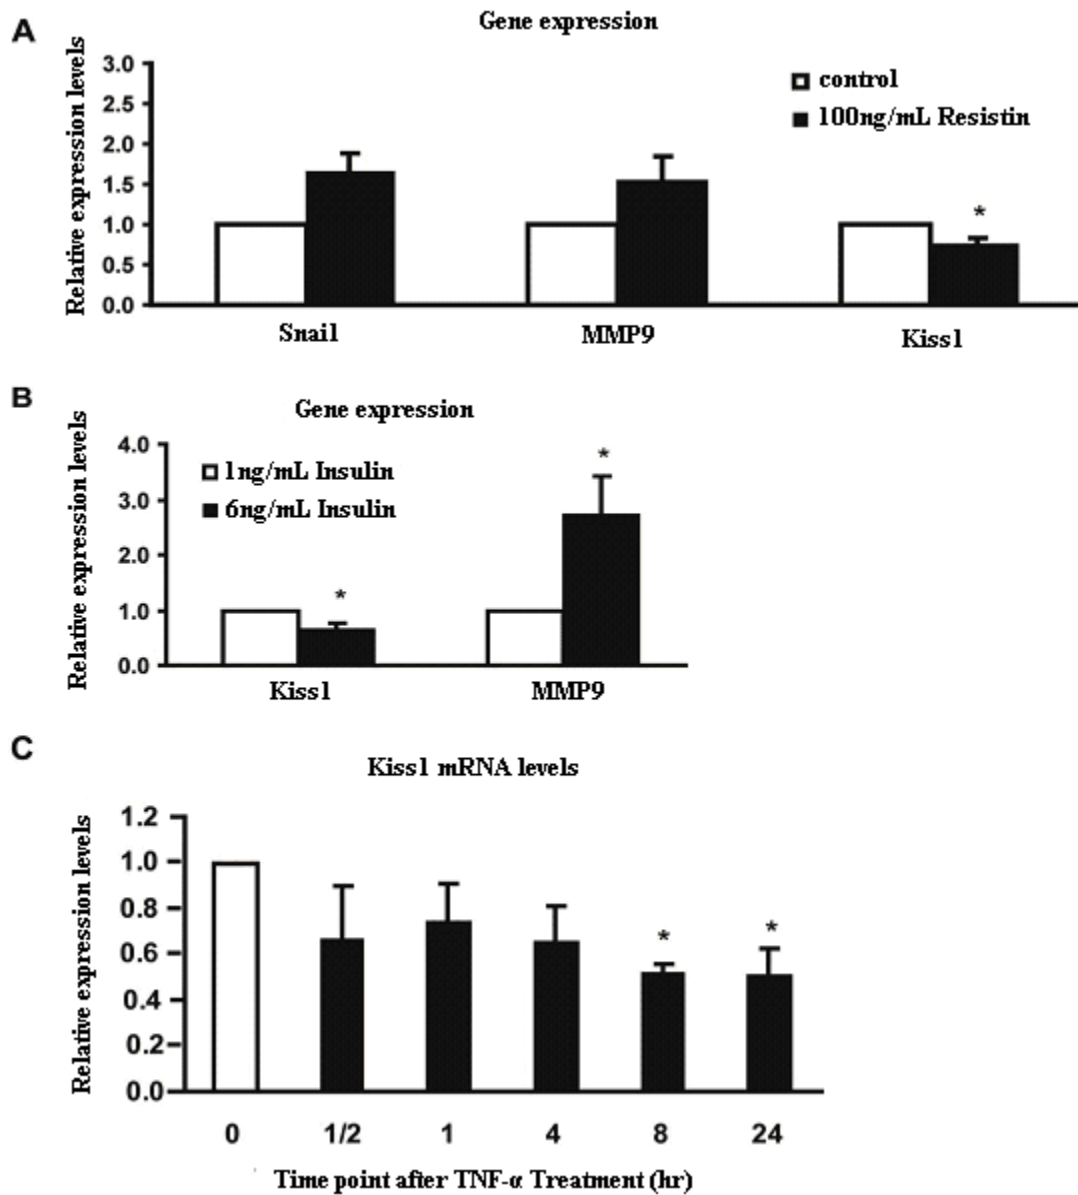 A
Gene expression
Relative expression levels
3.0
2.5
2.0
1.5
1.0
0.5
0.0
control
100ng/mL Resistin
*
Snail
MMP9
Kiss1
B
Gene expression
Relative expression levels
4.0
3.0
2.0
1.0
0.0
1ng/mL Insulin
6ng/mL Insulin
*
*
Kiss1
MMP9
C
Kiss1 mRNA levels
Relative expression levels
1.2
1.0
0.8
0.6
0.4
0.2
0.0
*
*
0 1/2 1 4 8 24
Time point after TNF-α Treatment (hr)